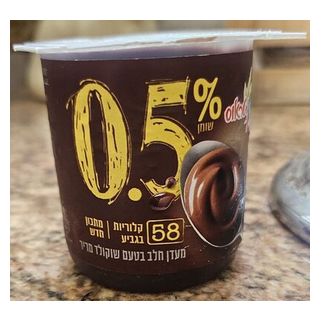 0.5%
שומן
58
קלוריות
בגביע
מתכון
חדש
מעדן חלב בטעם שוקולד מריר